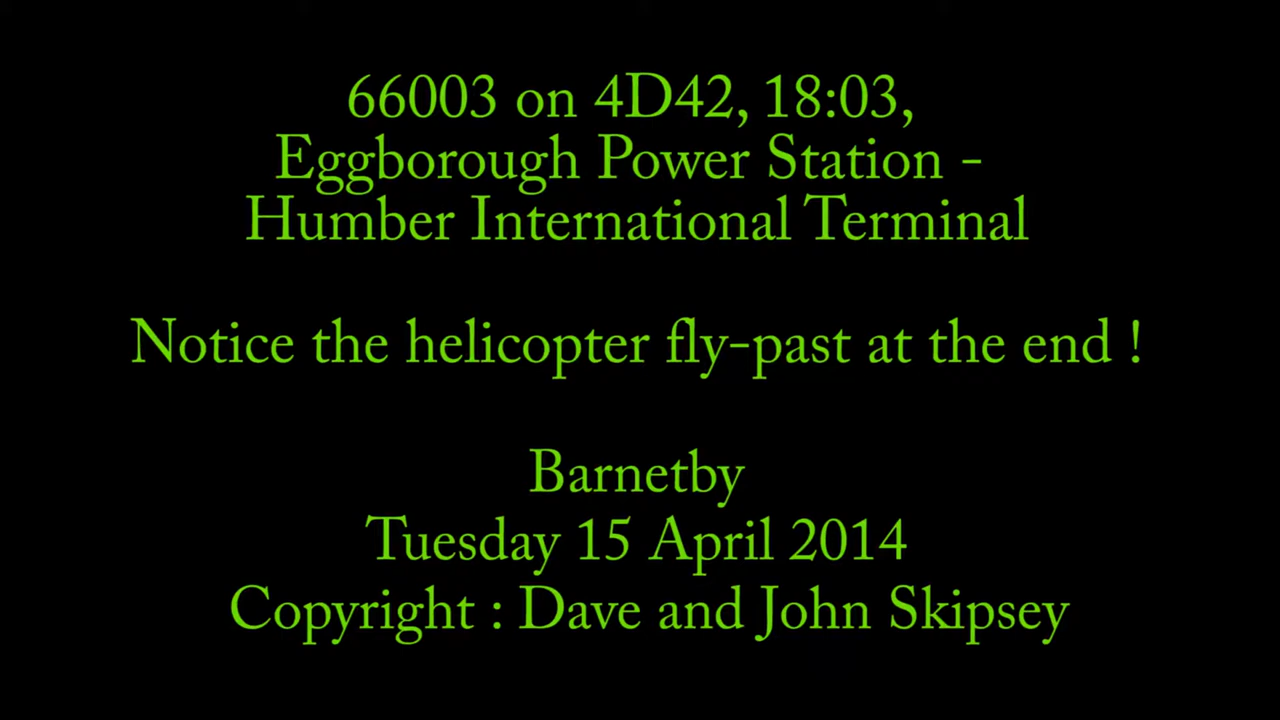 66003 on 4D42, 18:03,
Eggborough Power Station -
Humber International Terminal
Notice the helicopter fly-past at the end !
Barnetby
Tuesday 15 April 2014
Copyright : Dave and John Skipsey